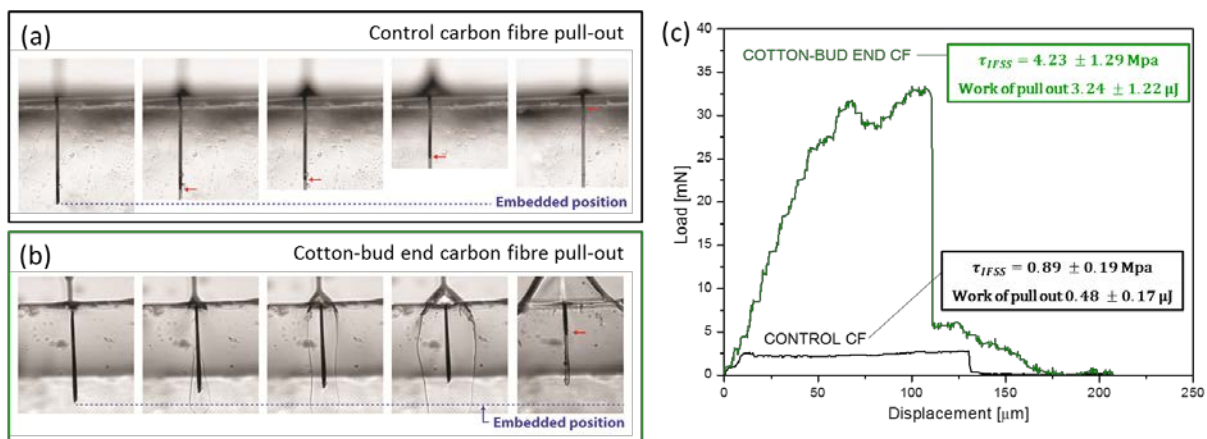 (a)
Control carbon fibre pull-out
Embedded position
(b)
Cotton-bud end carbon fibre pull-out
Embedded position
(c)
40
35
30
25
20
15
10
5
0
Load [mN]
COTTON-BUD END CF
τIFSS = 4.23 ± 1.29 Mpa
Work of pull out 3.24 ± 1.22 μJ
τIFSS = 0.89 ± 0.19 Mpa
Work of pull out 0.48 ± 0.17 μJ
CONTROL CF
0 50 100 150 200 250
Displacement [μm]